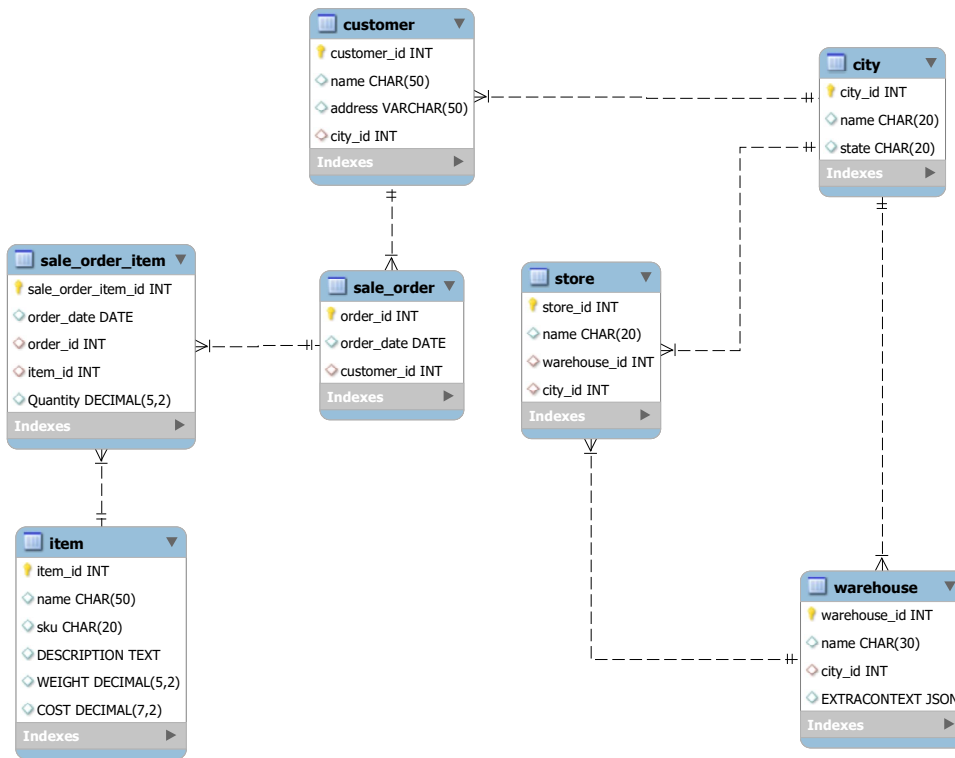 customer
customer_id INT
name CHAR(50)
address VARCHAR(50)
city_id INT
Indexes
city
city_id INT
name CHAR(20)
state CHAR(20)
Indexes
sale_order_item
sale_order_item_id INT
order_date DATE
order_id INT
item_id INT
Quantity DECIMAL(5,2)
Indexes
sale_order
order_id INT
order_date DATE
customer_id INT
Indexes
store
store_id INT
name CHAR(20)
warehouse_id INT
city_id INT
Indexes
item
item_id INT
name CHAR(50)
sku CHAR(20)
DESCRIPTION TEXT
WEIGHT DECIMAL(5,2)
COST DECIMAL(7,2)
Indexes
warehouse
warehouse_id INT
name CHAR(30)
city_id INT
EXTRACONTEXT JSON
Indexes